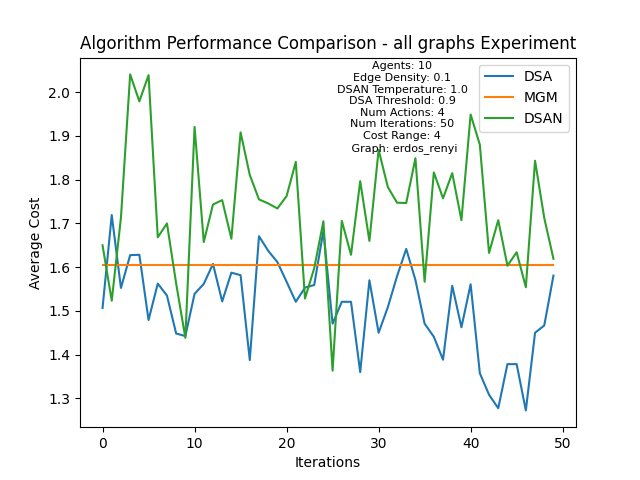 Algorithm Performance Comparison - all graphs Experiment
Agents: 10
Edge Density: 0.1
DSAN Temperature: 1.0
DSA Threshold: 0.9
Num Actions: 4
Num Iterations: 50
Cost Range: 4
Graph: erdos_renyi
DSA
MGM
DSAN
Average Cost
2.0
1.9
1.8
1.7
1.6
1.5
1.4
1.3
0 10 20 30 40 50
Iterations